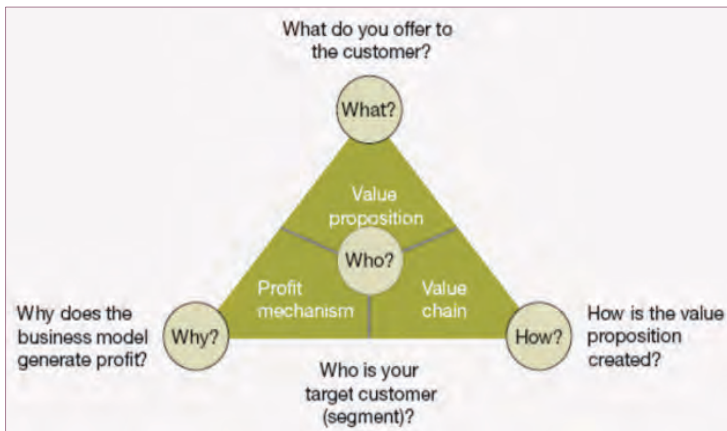 What do you offer to
the customer?
What?
Value
proposition
Who?
Profit
mechanism
Value
chain
Why does the
business model
generate profit?
Why?
How?
How is the value
proposition
created?
Who is your
target customer
(segment)?